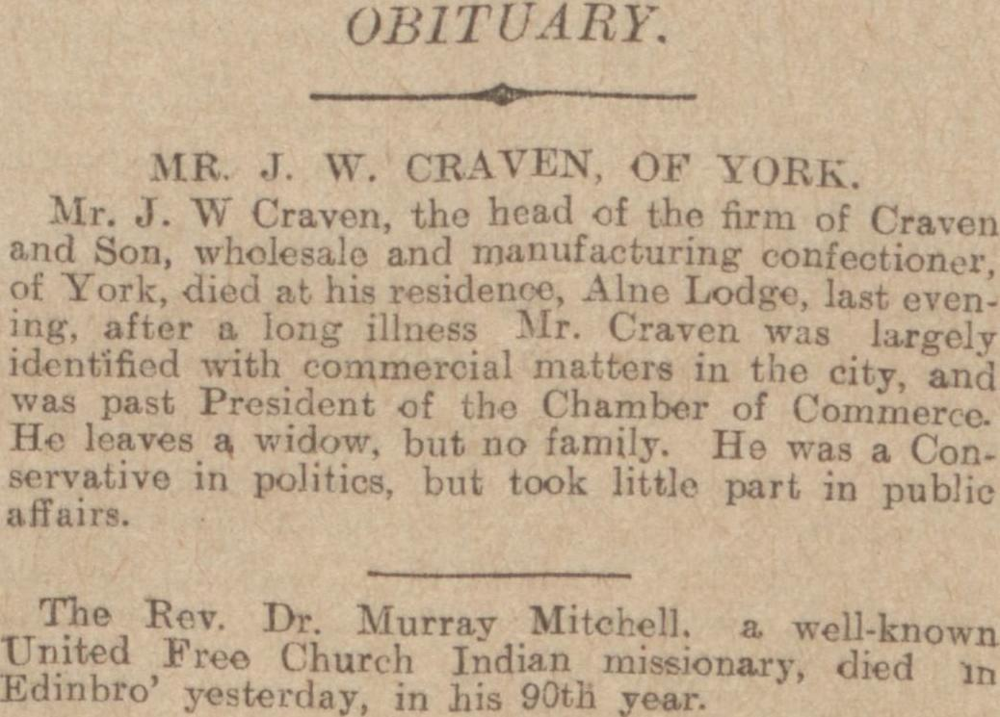 OBITUARY.
MR. J. W. CRAVEN, OF YORK.
Mr. J. W Craven, the head of the firm of Craven
and Son, wholesale and manufacturing confectioner,
of York, died at his residence, Alne Lodge, last even-
ing, after a long illness Mr. Craven was largely
identified with commercial matters in the city, and
was past President of the Chamber of Commerce.
He leaves a widow, but no family. He was a Con-
servative in politics, but took little part in public
affairs.
The Rev. Dr. Murray Mitchell. a well-known
United Free Church Indian missionary, died in
Edinbro' yesterday, in his 90th year.